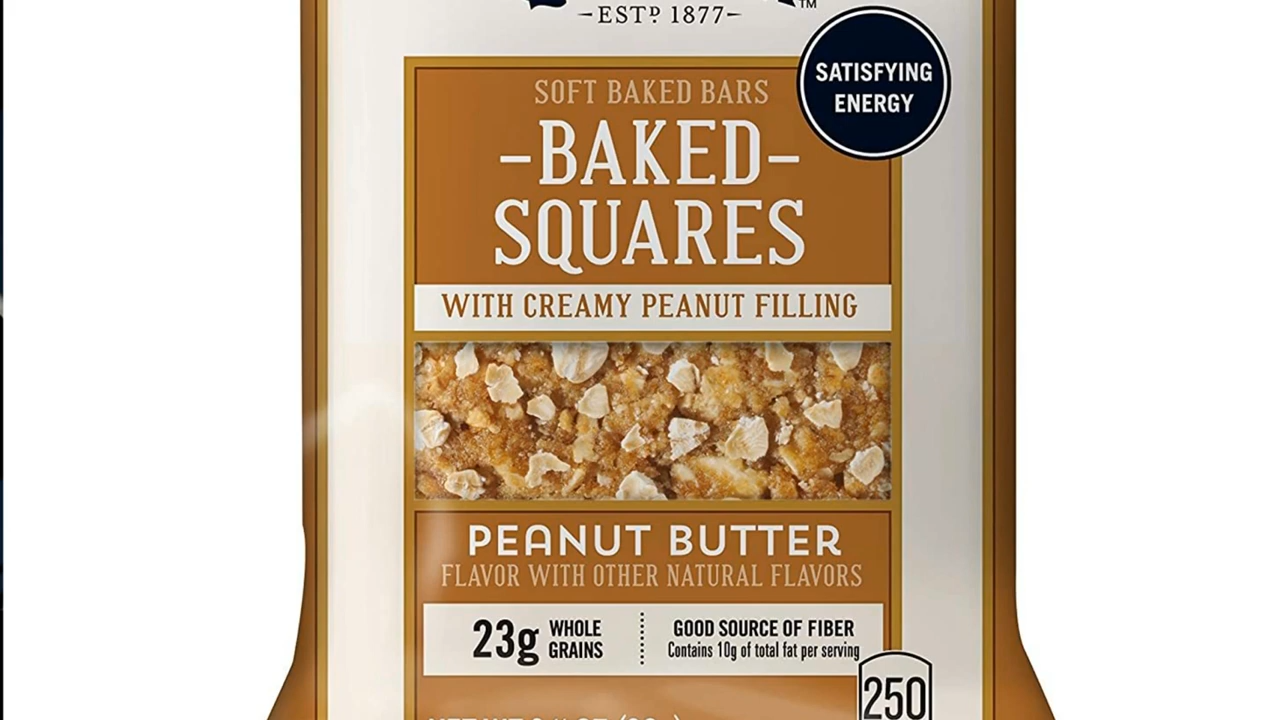 TM
–ESTD 1877–
SATISFYING
ENERGY
SOFT BAKED BARS
–BAKED–
SQUARES
WITH CREAMY PEANUT FILLING
PEANUT BUTTER
FLAVOR WITH OTHER NATURAL FLAVORS
23g WHOLE
GRAINS
GOOD SOURCE OF FIBER
Contains 10g of total fat per serving
250